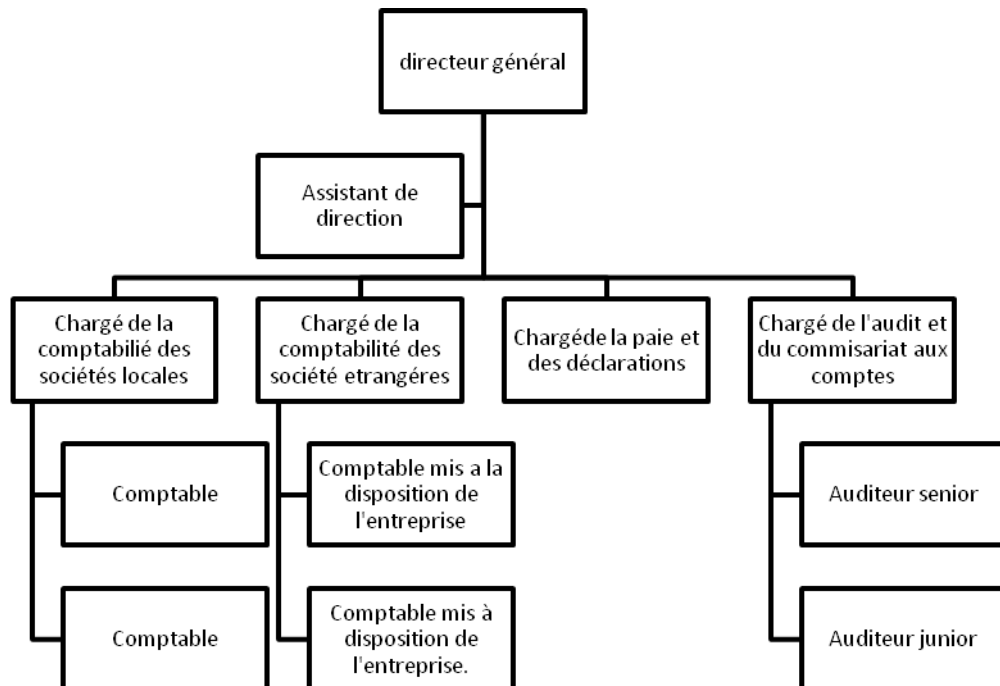 directeur général
Assistant de
direction
Chargé de la
comptabilié des
sociétés locales
Chargé de la
comptabilité des
société etrangéres
Chargéde la paie et
des déclarations
Chargé de l'audit et
du commisariat aux
comptes
Comptable
Comptable
Comptable mis a la
disposition de
l'entreprise
Comptable mis à
disposition de
l'entreprise.
Auditeur senior
Auditeur junior